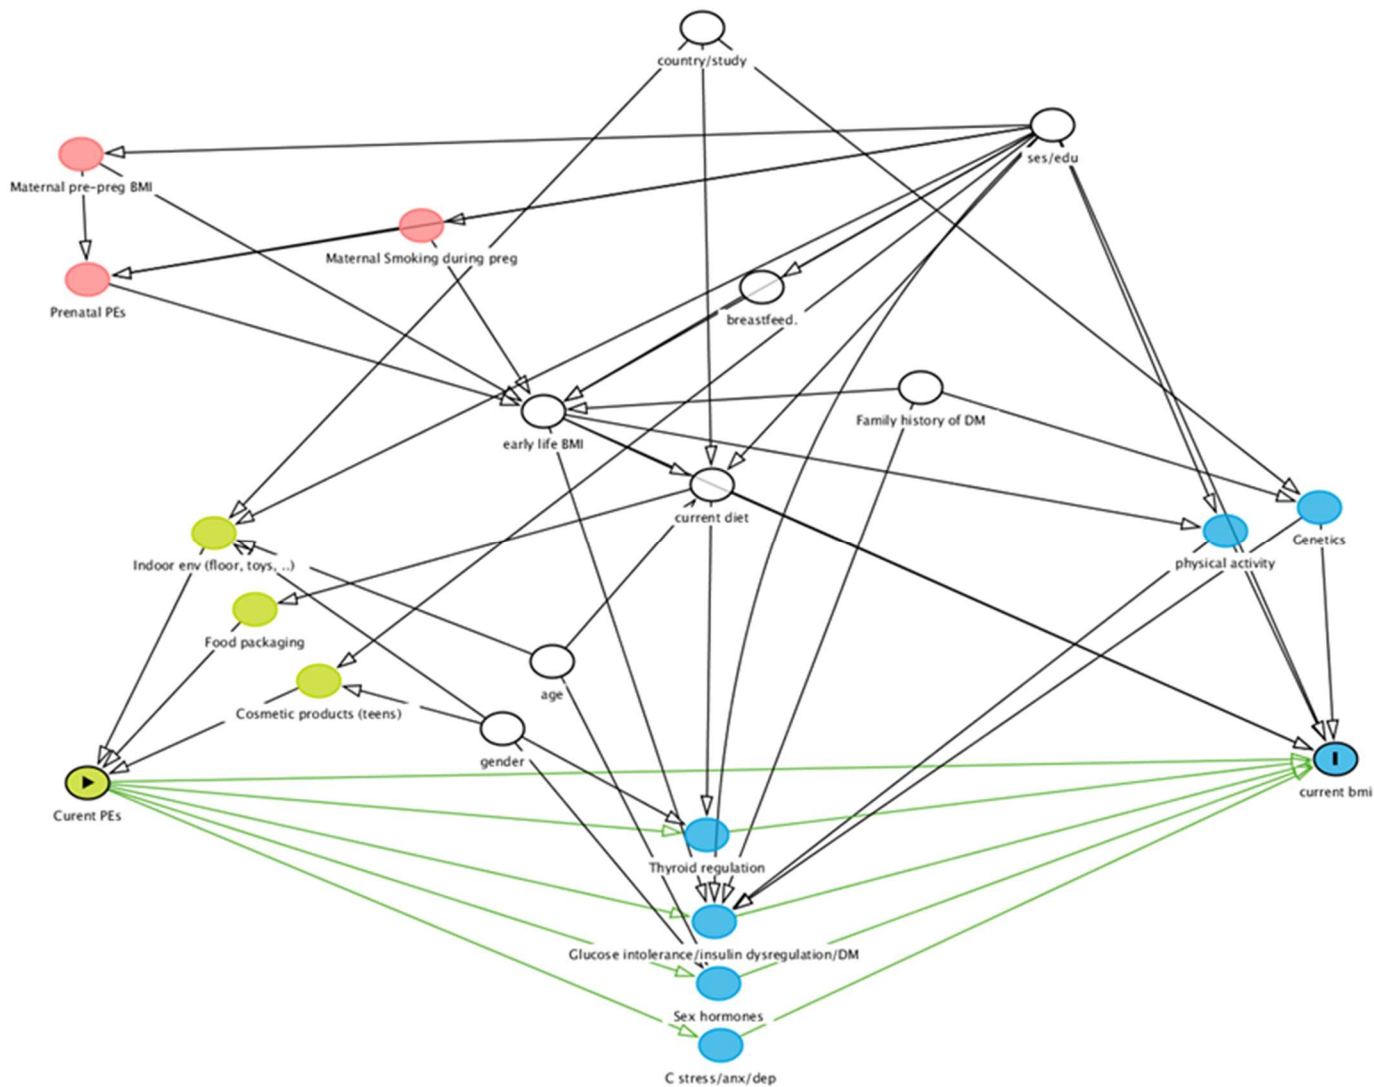 country/study
ses/edu
Maternal pre-preg BMI
Maternal Smoking during preg
Prenatal PEs
breastfeed.
Family history of DM
early life BMI
current diet
Genetics
Indoor env (floor, toys, ..)
physical activity
Food packaging
age
Cosmetic products (teens)
gender
current bmi
Curent PEs
Thyroid regulation
Glucose intolerance/insulin dysregulation/DM
Sex hormones
C stress/anx/dep